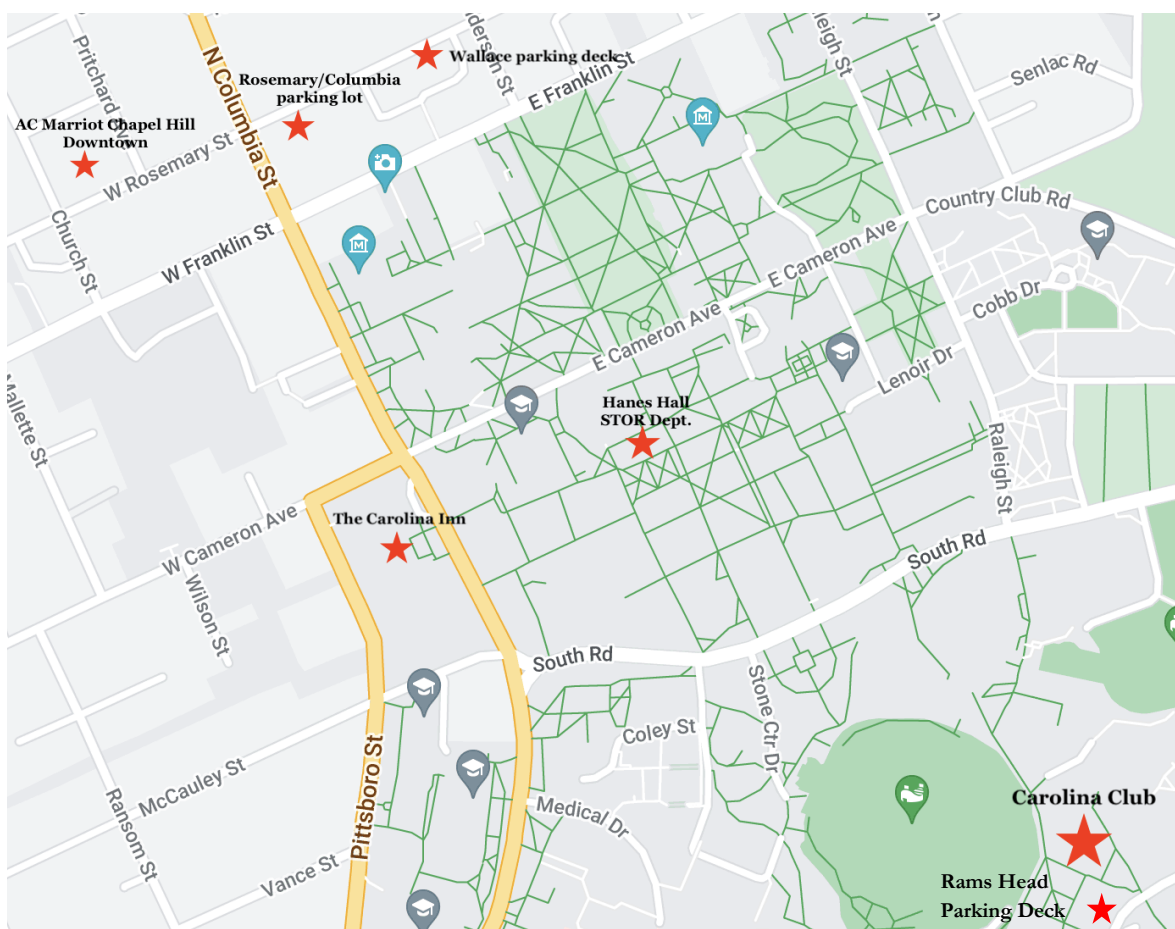 Pritchard
N Columbia St
Wallace parking deck
E Franklin St
Senlac Rd
Rosemary/Columbia
parking lot
AC Marriot Chapel Hill
Downtown
W Rosemary St
Church St
W Franklin St
Country Club Rd
E Cameron Ave
Cobb Dr
E Cameron Ave
Lenoir Dr
Mallette St
Hanes Hall
STOR Dept.
Raleigh St
The Carolina Inn
W Cameron Ave
Wilson St
South Rd
South Rd
Stone Ctr Dr
Coley St
McCauley St
Pittsboro St
Ransom St
Medical Dr
Vance St
Carolina Club
Rams Head
Parking Deck